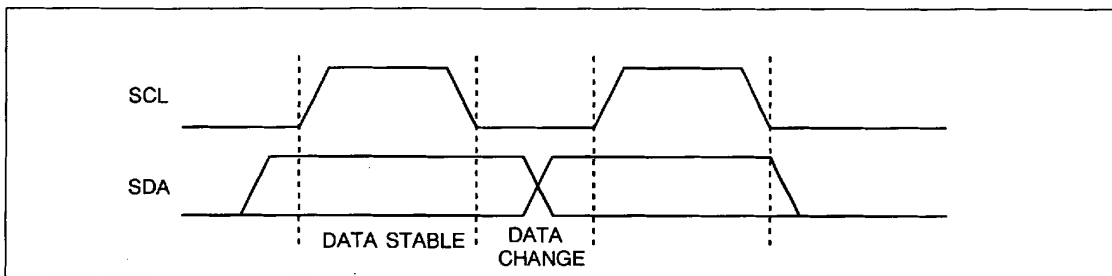 SCL
SDA
DATA STABLE
DATA
CHANGE